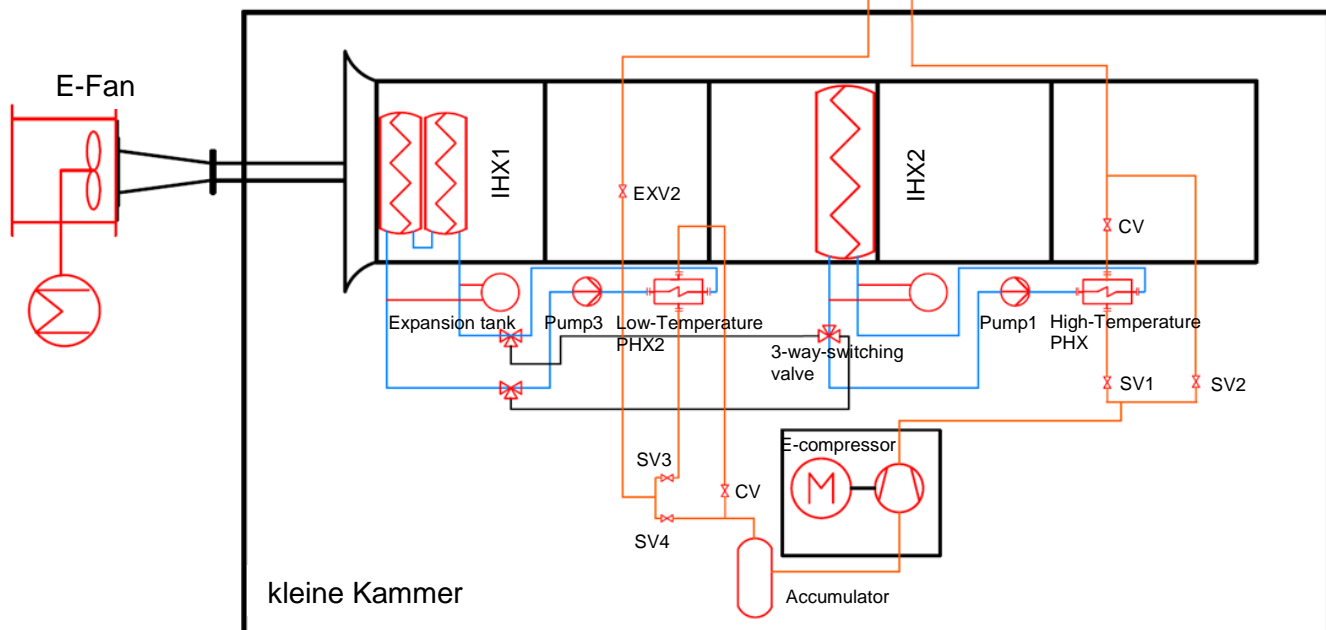 E-Fan
IHX1
EXV2
IHX2
CV
Expansion tank
Pump3
Low-Temperature
PHX2
3-way-switching
valve
Pump1
High-Temperature
PHX
SV1
SV2
E-compressor
M
SV3
CV
SV4
Accumulator
kleine Kammer